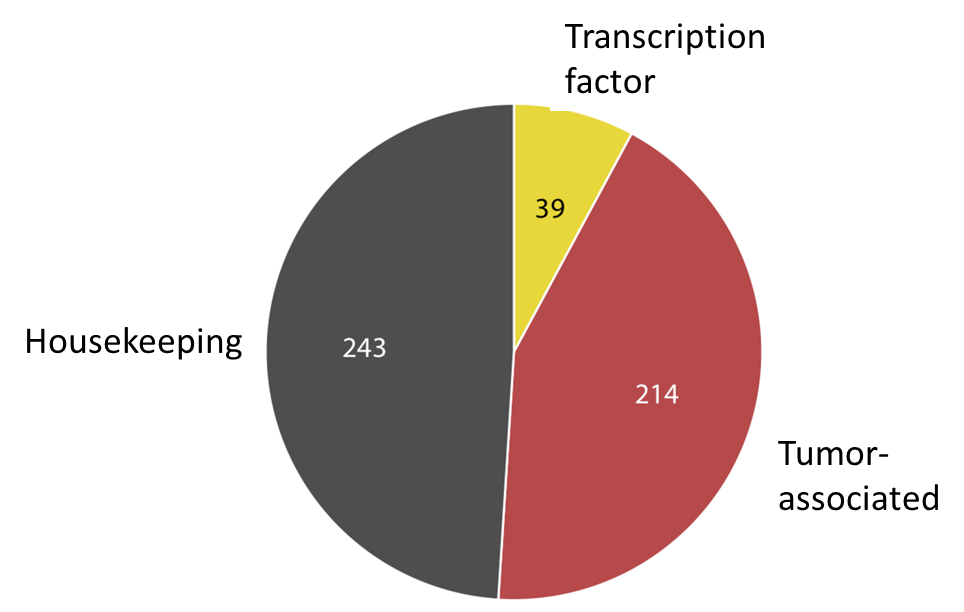 Transcription
factor
39
Housekeeping
243
214
Tumor-
associated